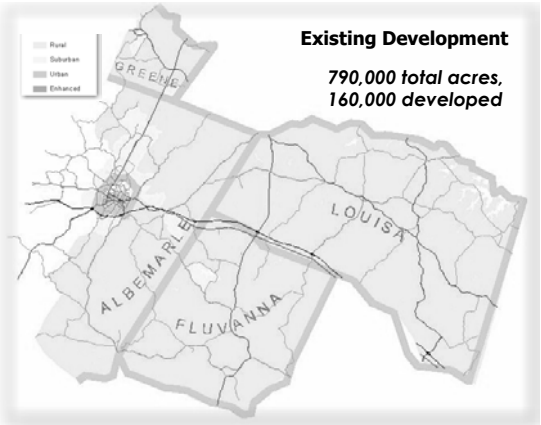 Existing Development
790,000 total acres,
160,000 developed
Rural
Suburban
Urban
Enhanced
GREENE
LOUISA
ALBEMARLE
FLUVANNA